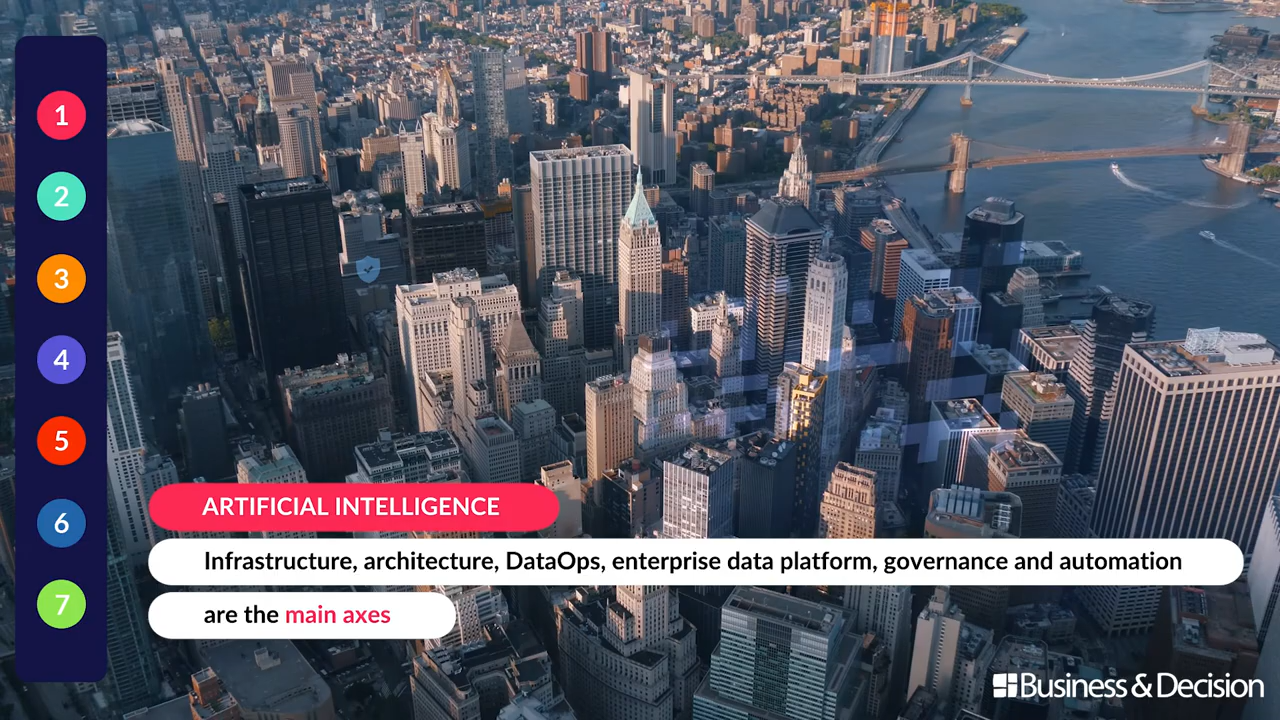 1
2
3
4
5
6
7
ARTIFICIAL INTELLIGENCE
Infrastructure, architecture, DataOps, enterprise data platform, governance and automation
are the main axes
Business & Decision